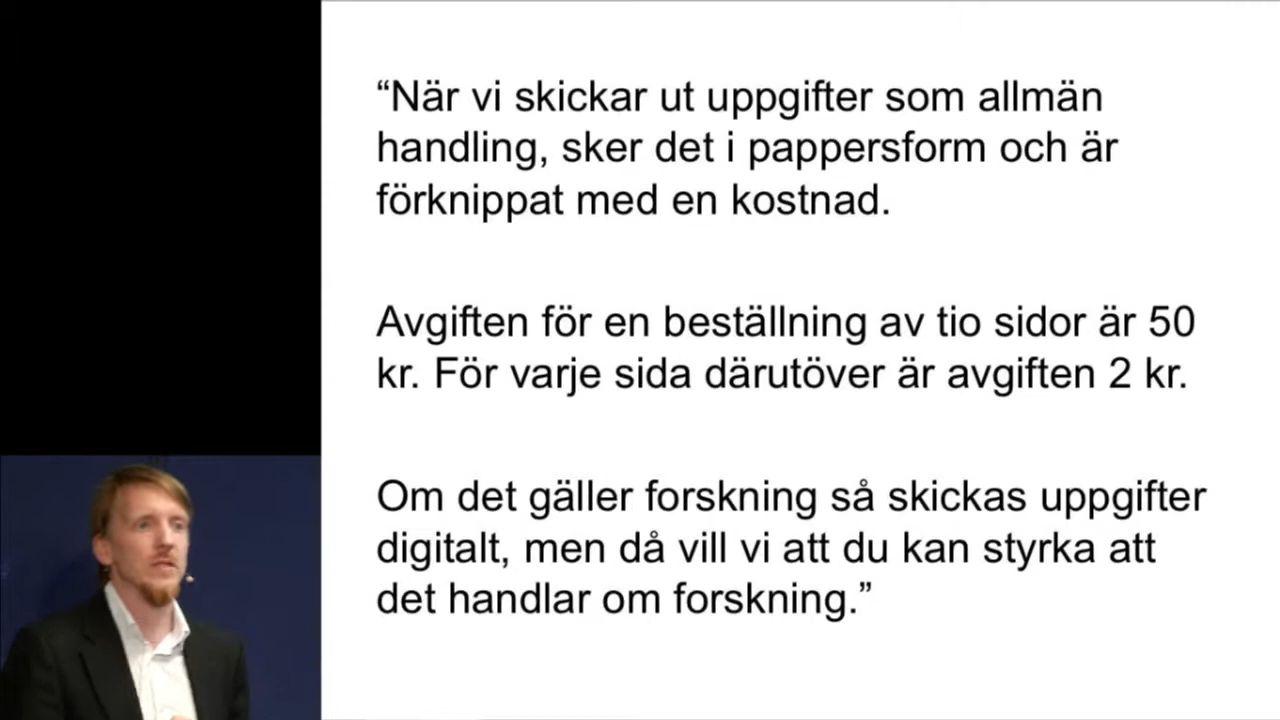 “När vi skickar ut uppgifter som allmän
handling, sker det i pappersform och är
förknippat med en kostnad.
Avgiften för en beställning av tio sidor är 50
kr. För varje sida därutöver är avgiften 2 kr.
Om det gäller forskning så skickas uppgifter
digitalt, men då vill vi att du kan styrka att
det handlar om forskning.”